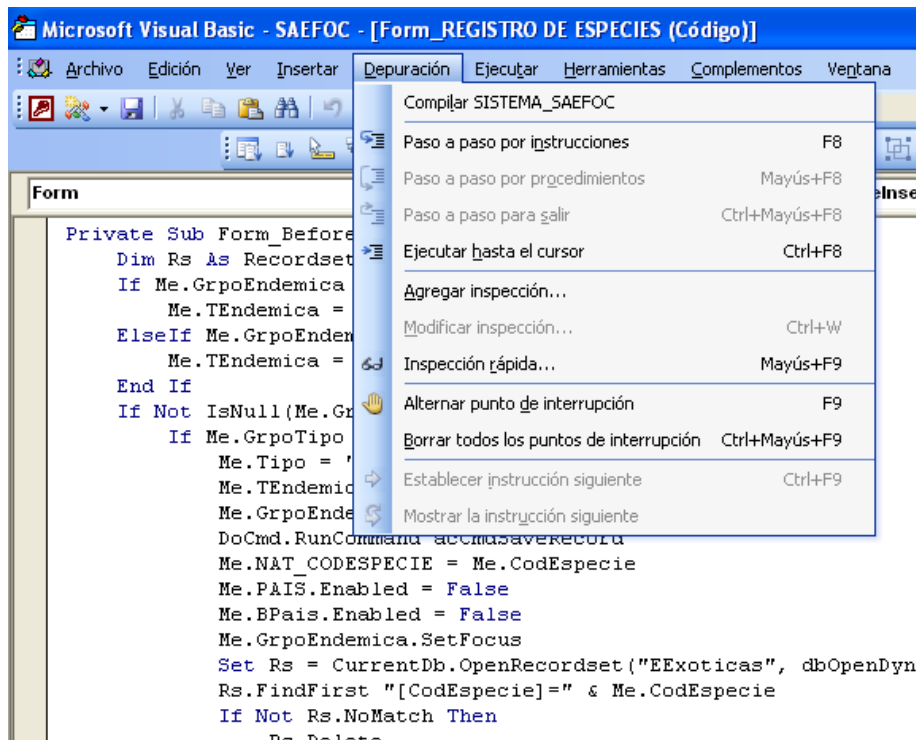 Microsoft Visual Basic - SAEFOC - [Form_REGISTRO DE ESPECIES (Código)]
Archivo Edición Ver Insertar Depuración Ejecutar Herramientas Complementos Ventana
Compilar SISTEMA_SAEFOC
Paso a paso por instrucciones F8
Paso a paso por procedimientos Mayús+F8
Paso a paso para salir Ctrl+Mayús+F8
Ejecutar hasta el cursor Ctrl+F8
Agregar inspección...
Modificar inspección... Ctrl+W
Inspección rápida... Mayús+F9
Alternar punto de interrupción F9
Borrar todos los puntos de interrupción Ctrl+Mayús+F9
Establecer instrucción siguiente Ctrl+F9
Mostrar la instrucción siguiente
Form
Private Sub Form_Before
Dim Rs As Recordset
If Me.GrpoEndemica
Me.TEndemica =
ElseIf Me.GrpoEndem
Me.TEndemica =
End If
If Not IsNull(Me.Gr
If Me.GrpoTipo
Me.Tipo = '
Me.TEndemic
Me.GrpoEnde
DoCmd.RunCommand acCmdSaveRecord
Me.NAT_CODESPECIE = Me.CodEspecie
Me.PAIS.Enabled = False
Me.BPais.Enabled = False
Me.GrpoEndemica.SetFocus
Set Rs = CurrentDb.OpenRecordset("EExoticas", dbOpenDyn
Rs.FindFirst "[CodEspecie]=" & Me.CodEspecie
If Not Rs.NoMatch Then
Rs.Delete